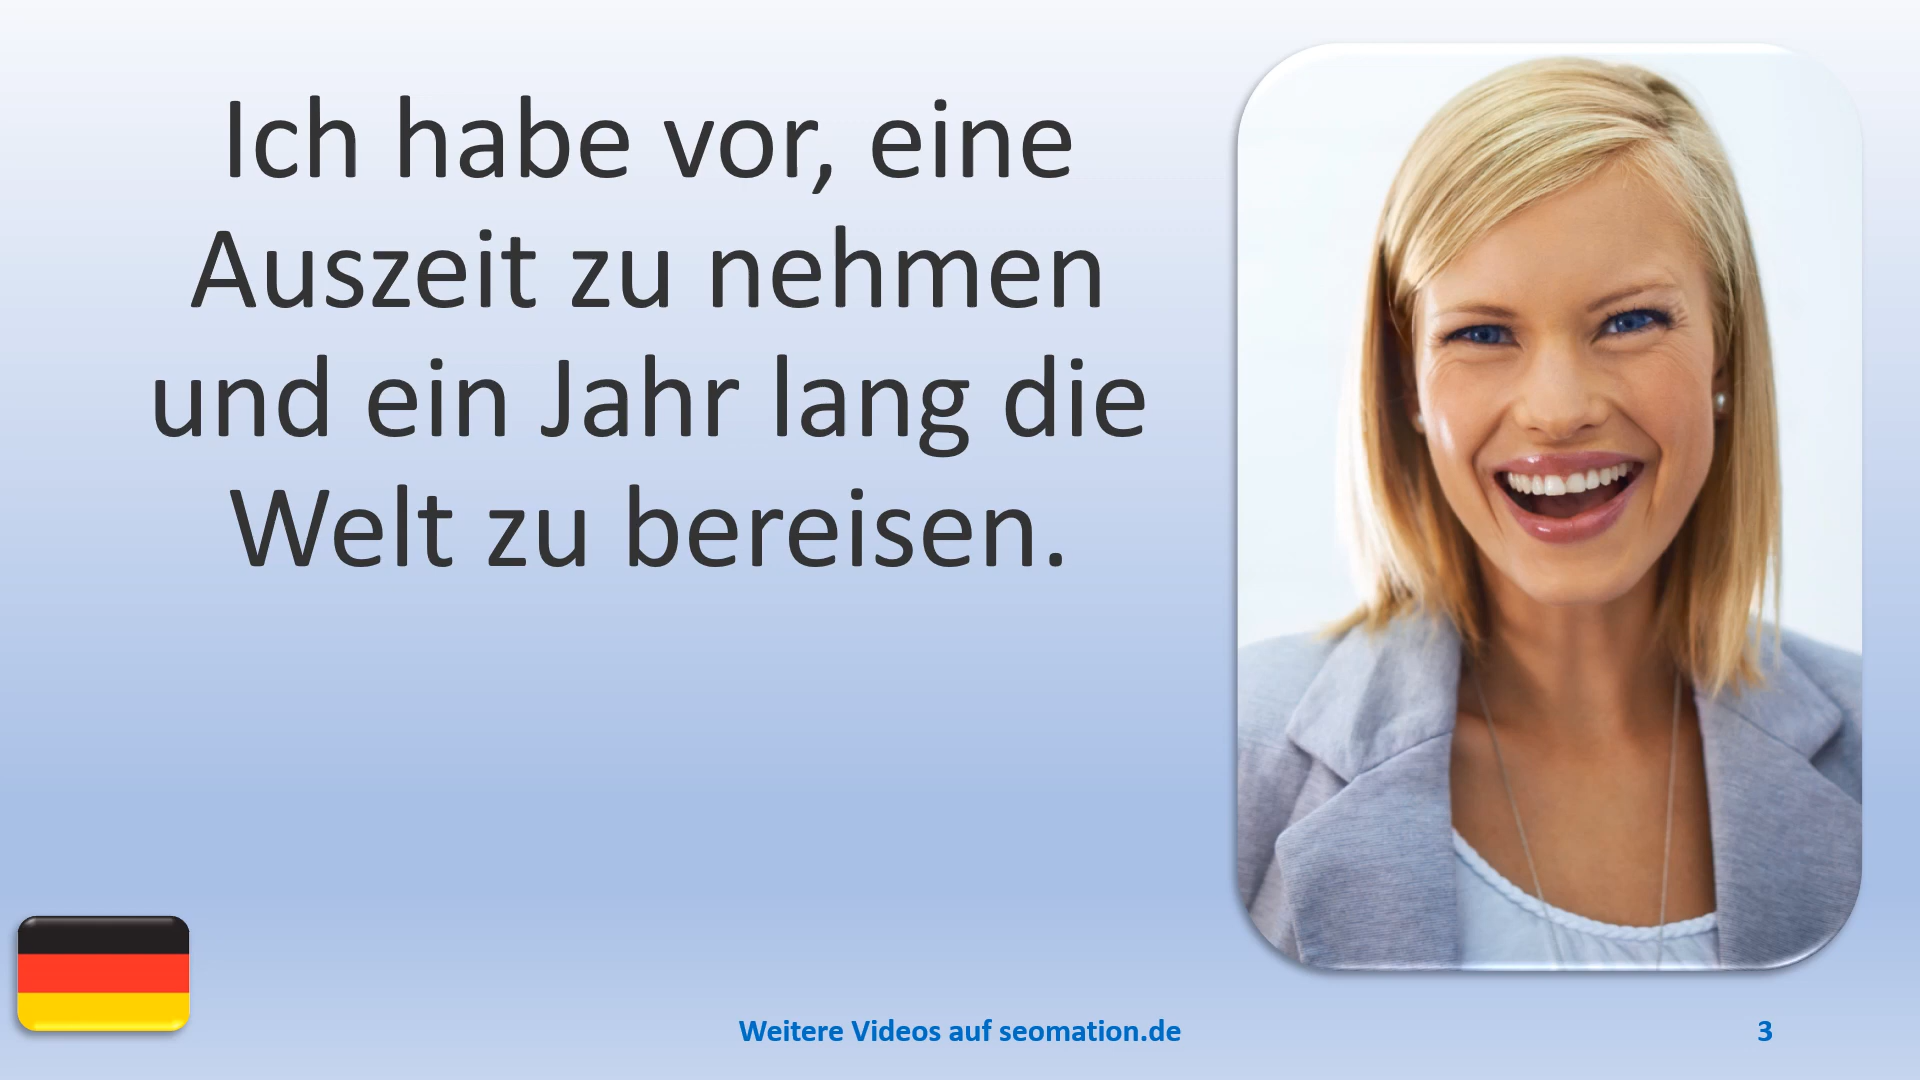 Ich habe vor, eine
Auszeit zu nehmen
und ein Jahr lang die
Welt zu bereisen.
Weitere Videos auf seomation.de
3